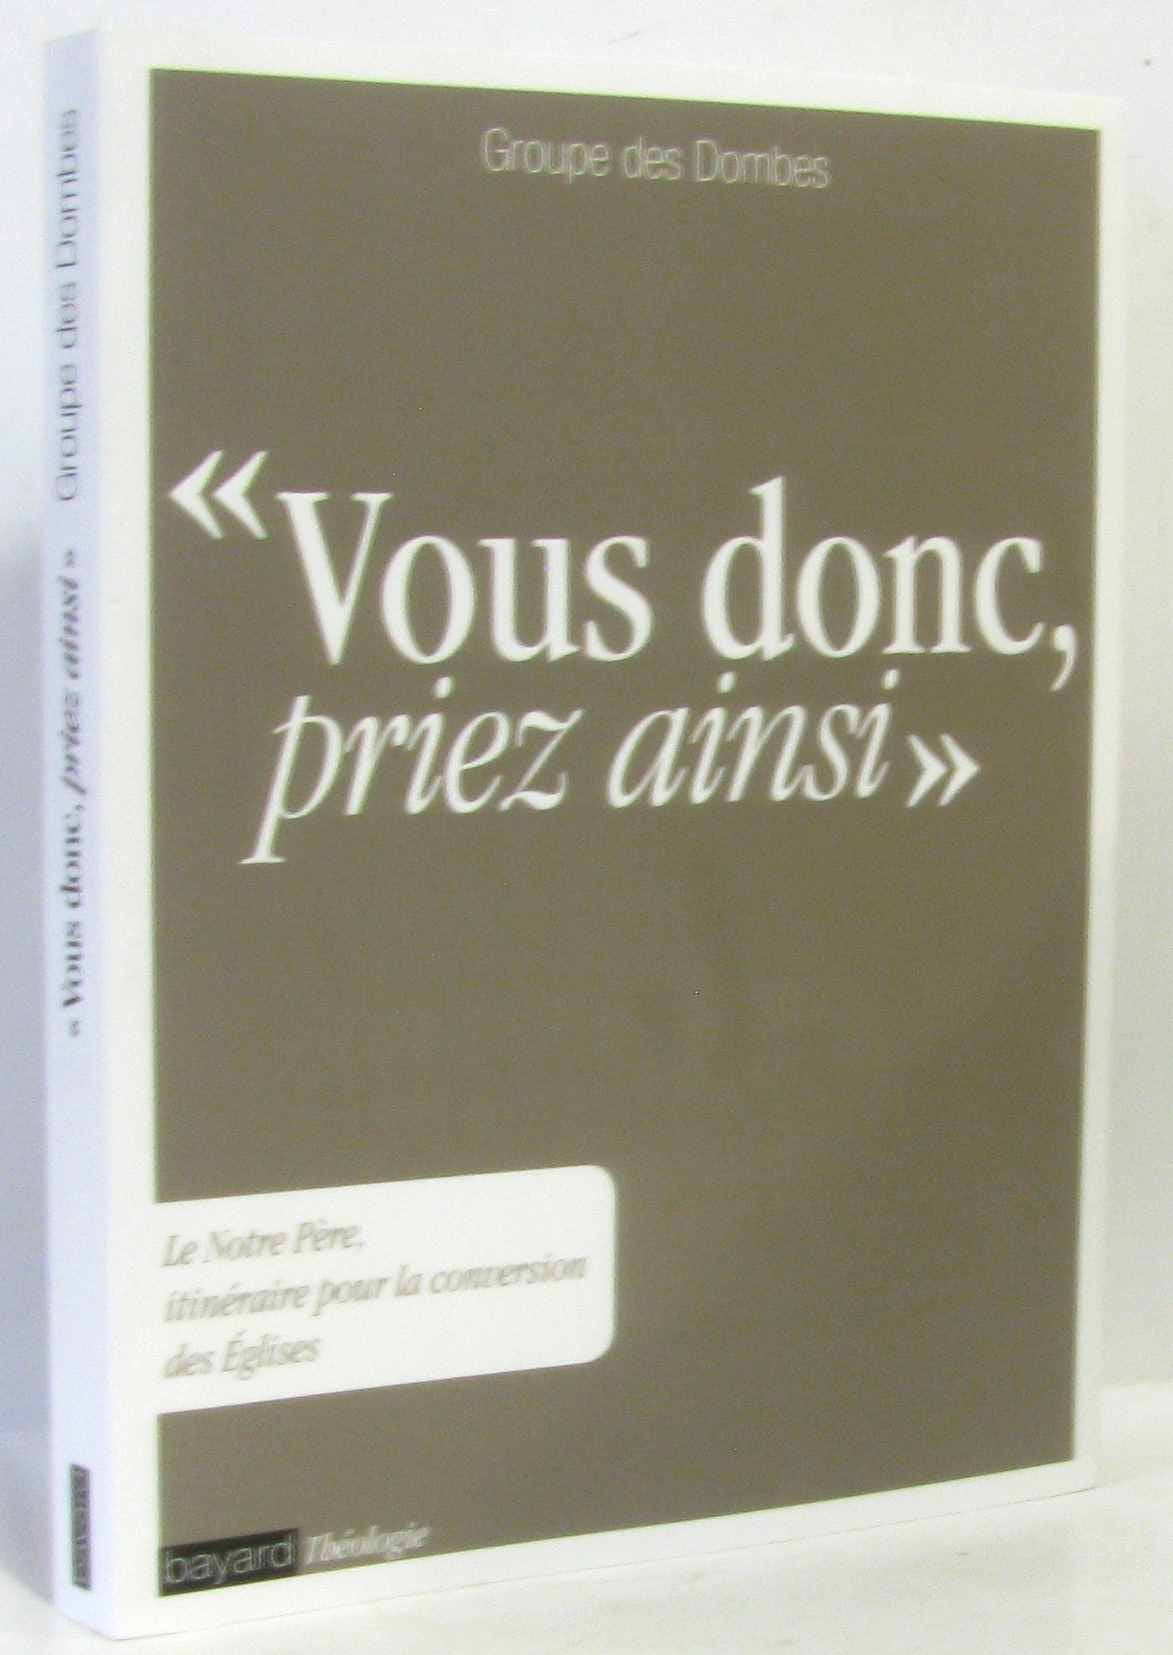 Groupe des Dombes
« Vous donc,
priez ainsi »
Le Notre Père,
itinéraire pour la conversion
des Églises
bayard Théologie
« Vous donc, priez ainsi » Groupe des Dombes
bayard